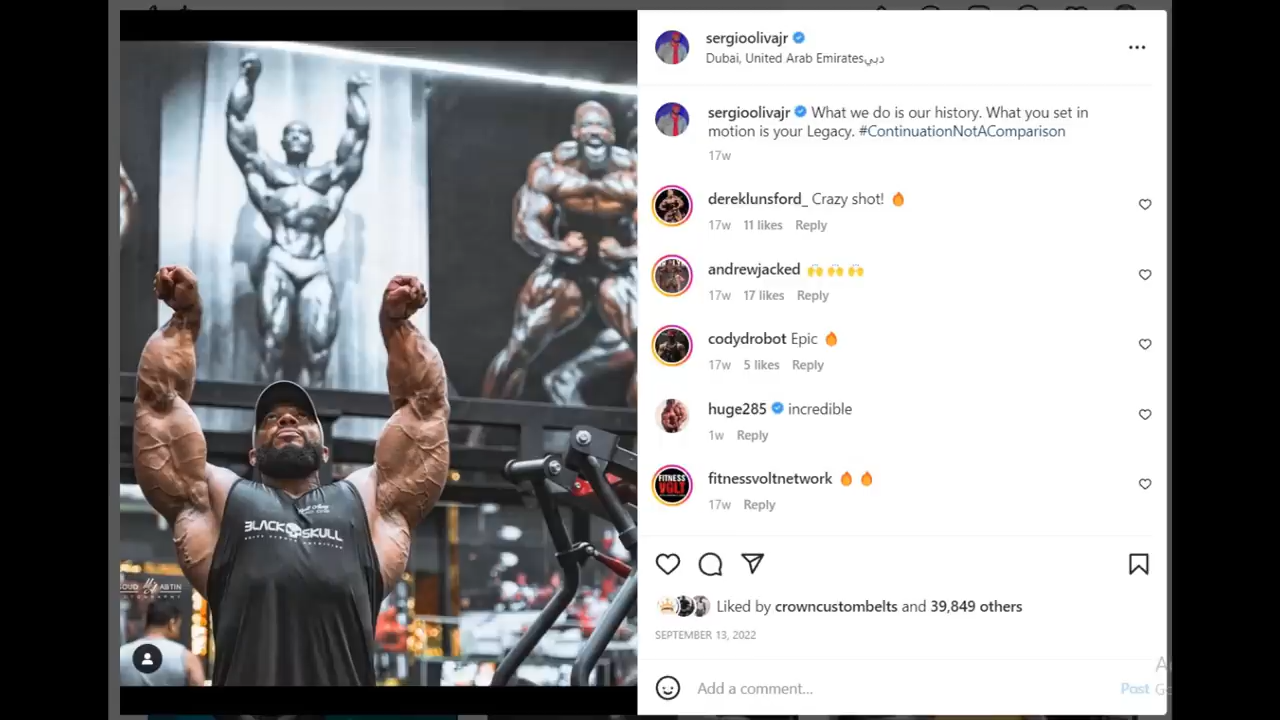 sergioolivajr
Dubai, United Arab Emiratesدبي
sergioolivajr What we do is our history. What you set in
motion is your Legacy. #ContinuationNotAComparison
17w
dereklunsford_ Crazy shot! 🔥
17w 11 likes Reply
andrewjacked 🙌 🙌 🙌
17w 17 likes Reply
codydrobot Epic 🔥
17w 5 likes Reply
huge285 incredible
1w Reply
FITNESS
VOLT
fitnessvoltnetwork 🔥 🔥
17w Reply
Liked by crowncustombelts and 39,849 others
SEPTEMBER 13, 2022
Add a comment...
Post
BLACK SKULL